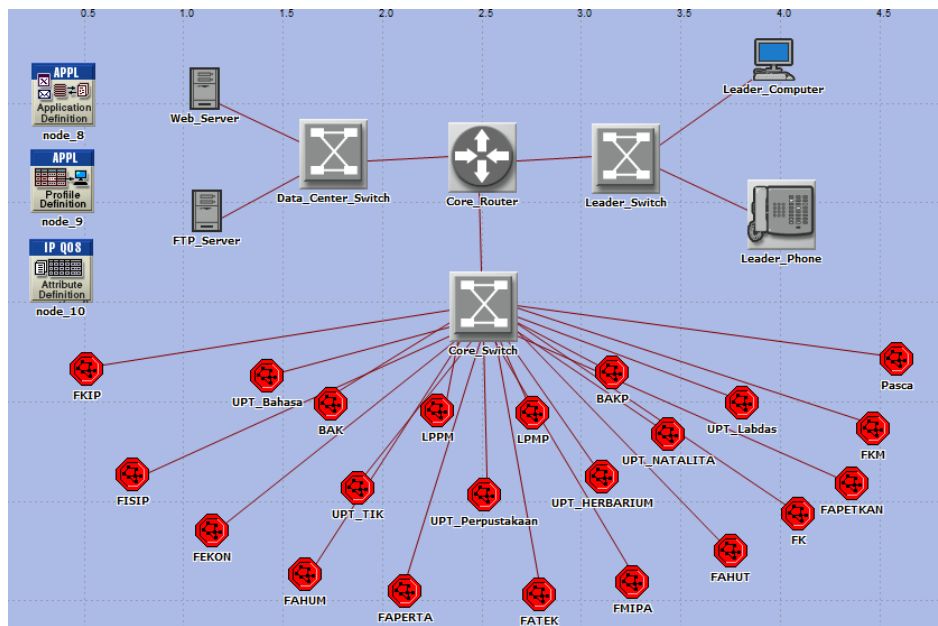 0.5 1.0 1.5 2.0 2.5 3.0 3.5 4.0 4.5
APPL
Application
Definition
node_8
APPL
Profile
Definition
node_9
IP QOS
Attribute
Definition
node_10
Web_Server
FTP_Server
Data_Center_Switch
Core_Router
Leader_Switch
Leader_Computer
Leader_Phone
Core_Switch
FKIP
UPT_Bahasa
BAK
LPPM
LPMP
BAKP
UPT_Labdas
Pasca
FKM
UPT_NATALITA
FISIP
UPT_TIK
UPT_Perpustakaan
UPT_HERBARIUM
FAPETKAN
FK
FEKON
FAHUM
FAPERTA
FATEK
FMIPA
FAHUT